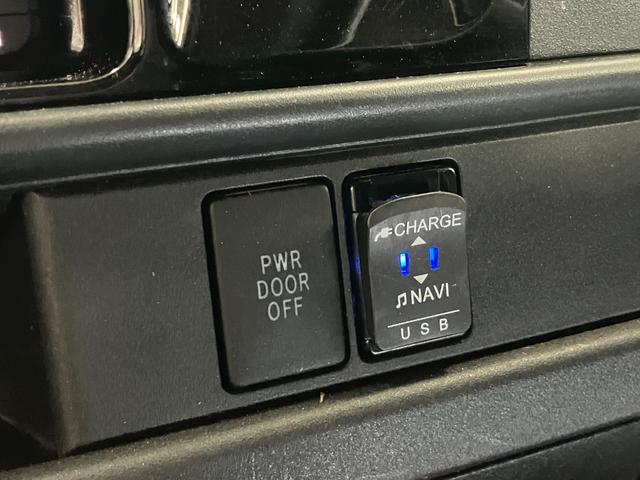 PWR
DOOR
OFF
CHARGE
NAVI
USB